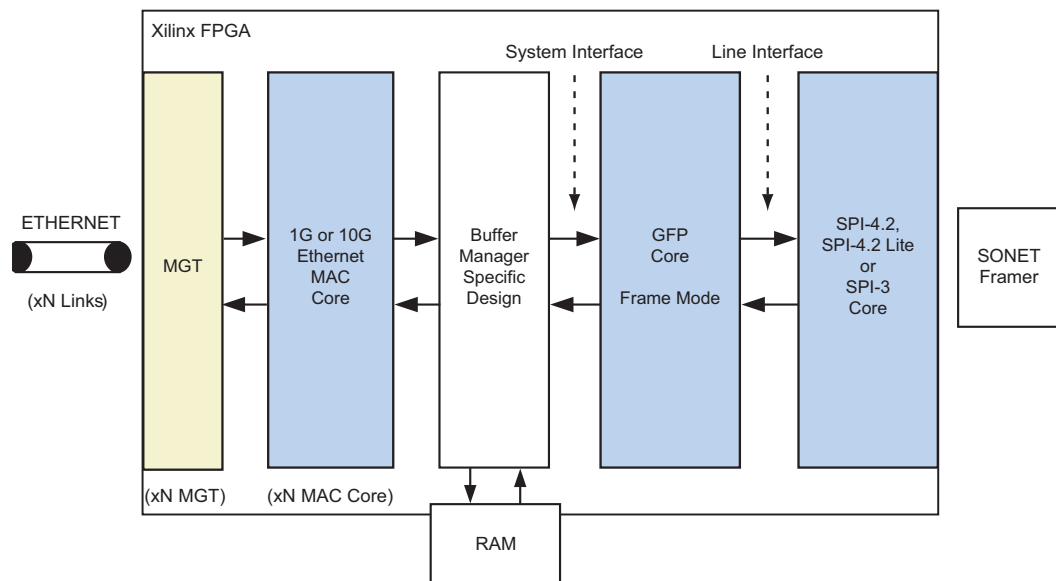 Xilinx FPGA
System Interface
Line Interface
ETHERNET
(xN Links)
MGT
1G or 10G
Ethernet
MAC
Core
Buffer
Manager
Specific
Design
GFP
Core
Frame Mode
SPI-4.2,
SPI-4.2 Lite
or
SPI-3
Core
SONET
Framer
(xN MGT)
(xN MAC Core)
RAM